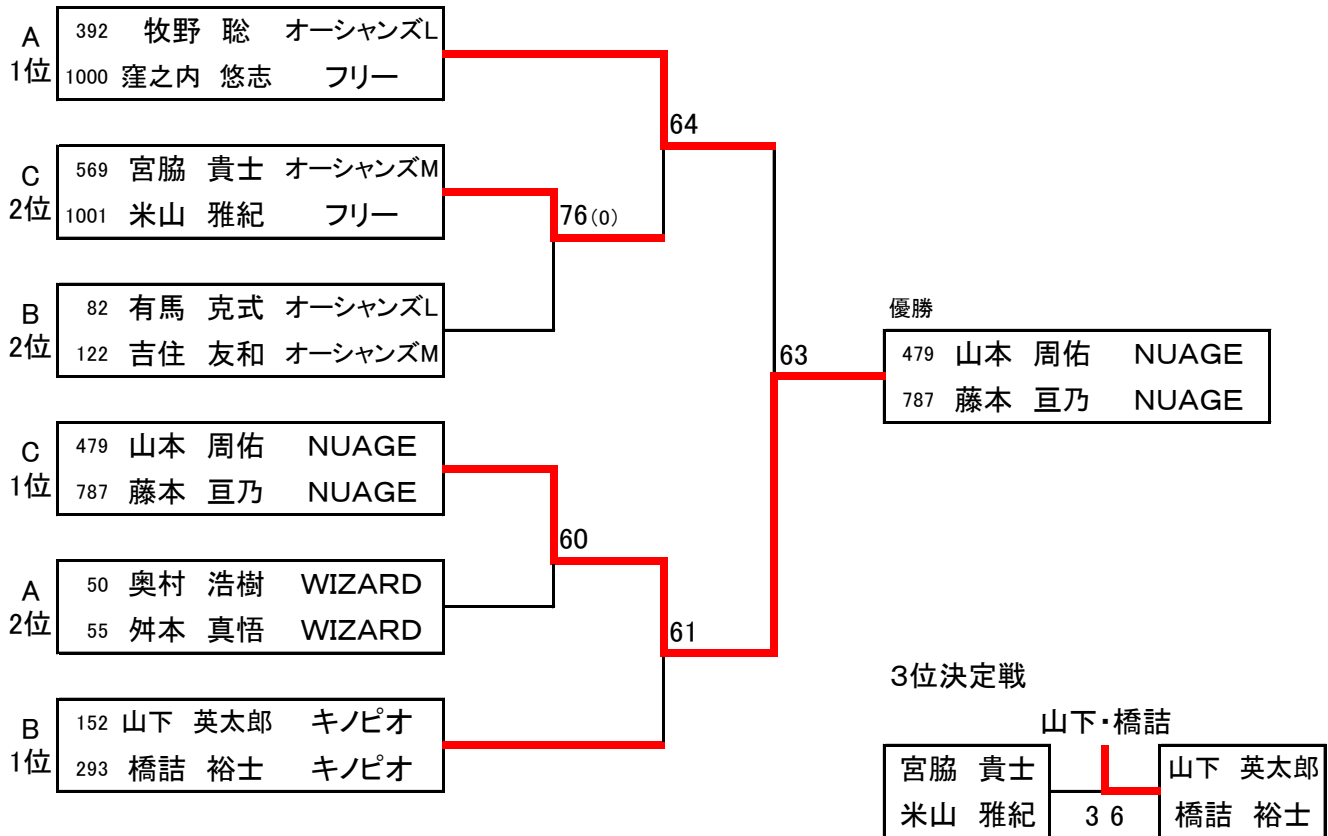 A
1位
392 牧野 聡 オーシャンズL
1000 窪之内 悠志 フリー
64
C
2位
569 宮脇 貴士 オーシャンズM
1001 米山 雅紀 フリー
76(0)
B
2位
82 有馬 克式 オーシャンズL
122 吉住 友和 オーシャンズM
63
優勝
479 山本 周佑 NUAGE
787 藤本 亘乃 NUAGE
C
1位
479 山本 周佑 NUAGE
787 藤本 亘乃 NUAGE
60
A
2位
50 奥村 浩樹 WIZARD
55 舛本 真悟 WIZARD
61
B
1位
152 山下 英太郎 キノピオ
293 橋詰 裕士 キノピオ
3位決定戦
山下・橋詰
宮脇 貴士
米山 雅紀
3 6
山下 英太郎
橋詰 裕士